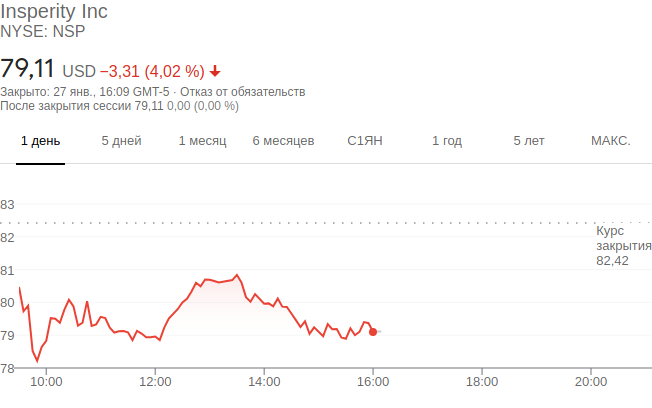 Insperity Inc
NYSE: NSP
79,11 USD −3,31 (4,02 %)
Закрыто: 27 янв., 16:09 GMT-5 · Отказ от обязательств
После закрытия сессии 79,11 0,00 (0,00 %)
1 день 5 дней 1 месяц 6 месяцев С1ЯН 1 год 5 лет МАКС.
83
82
81
80
79
78
Курс
закрытия
82,42
10:00 12:00 14:00 16:00 18:00 20:00